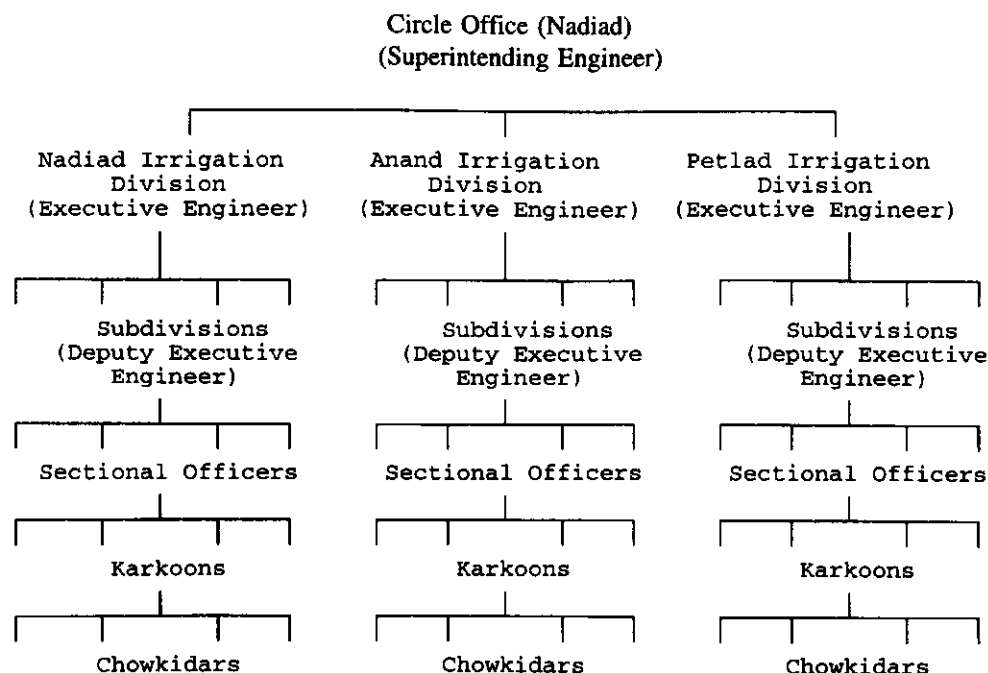 Circle Office (Nadiad)
(Superintending Engineer)
Nadiad Irrigation
Division
(Executive Engineer)
Anand Irrigation
Division
(Executive Engineer)
Petlad Irrigation
Division
(Executive Engineer)
Subdivisions
(Deputy Executive
Engineer)
Subdivisions
(Deputy Executive
Engineer)
Subdivisions
(Deputy Executive
Engineer)
Sectional Officers
Sectional Officers
Sectional Officers
Karkoons
Karkoons
Karkoons
Chowkidars
Chowkidars
Chowkidars